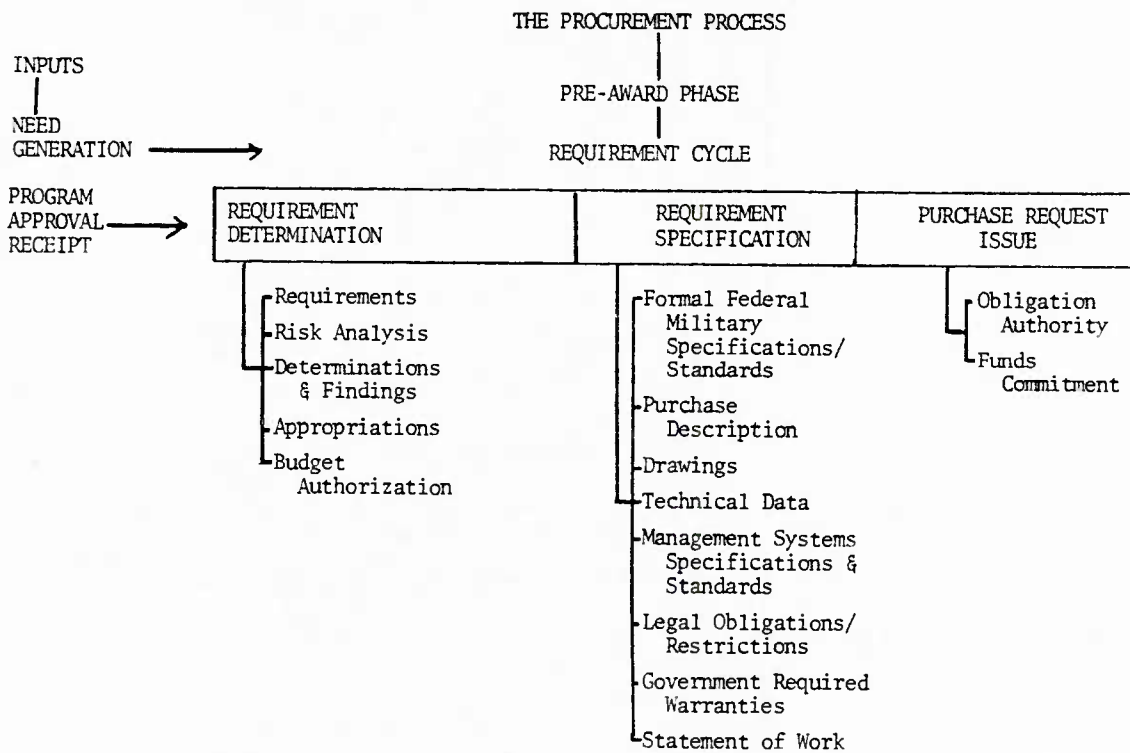 THE PROCUREMENT PROCESS
INPUTS
PRE-AWARD PHASE
NEED
GENERATION
REQUIREMENT CYCLE
PROGRAM
APPROVAL
RECEIPT
REQUIREMENT
DETERMINATION
REQUIREMENT
SPECIFICATION
PURCHASE REQUEST
ISSUE
Requirements
Risk Analysis
Determinations
& Findings
Appropriations
Budget
Authorization
Formal Federal
Military
Specifications/
Standards
Purchase
Description
Drawings
Technical Data
Management Systems
Specifications &
Standards
Legal Obligations/
Restrictions
Government Required
Warranties
Statement of Work
Obligation
Authority
Funds
Commitment